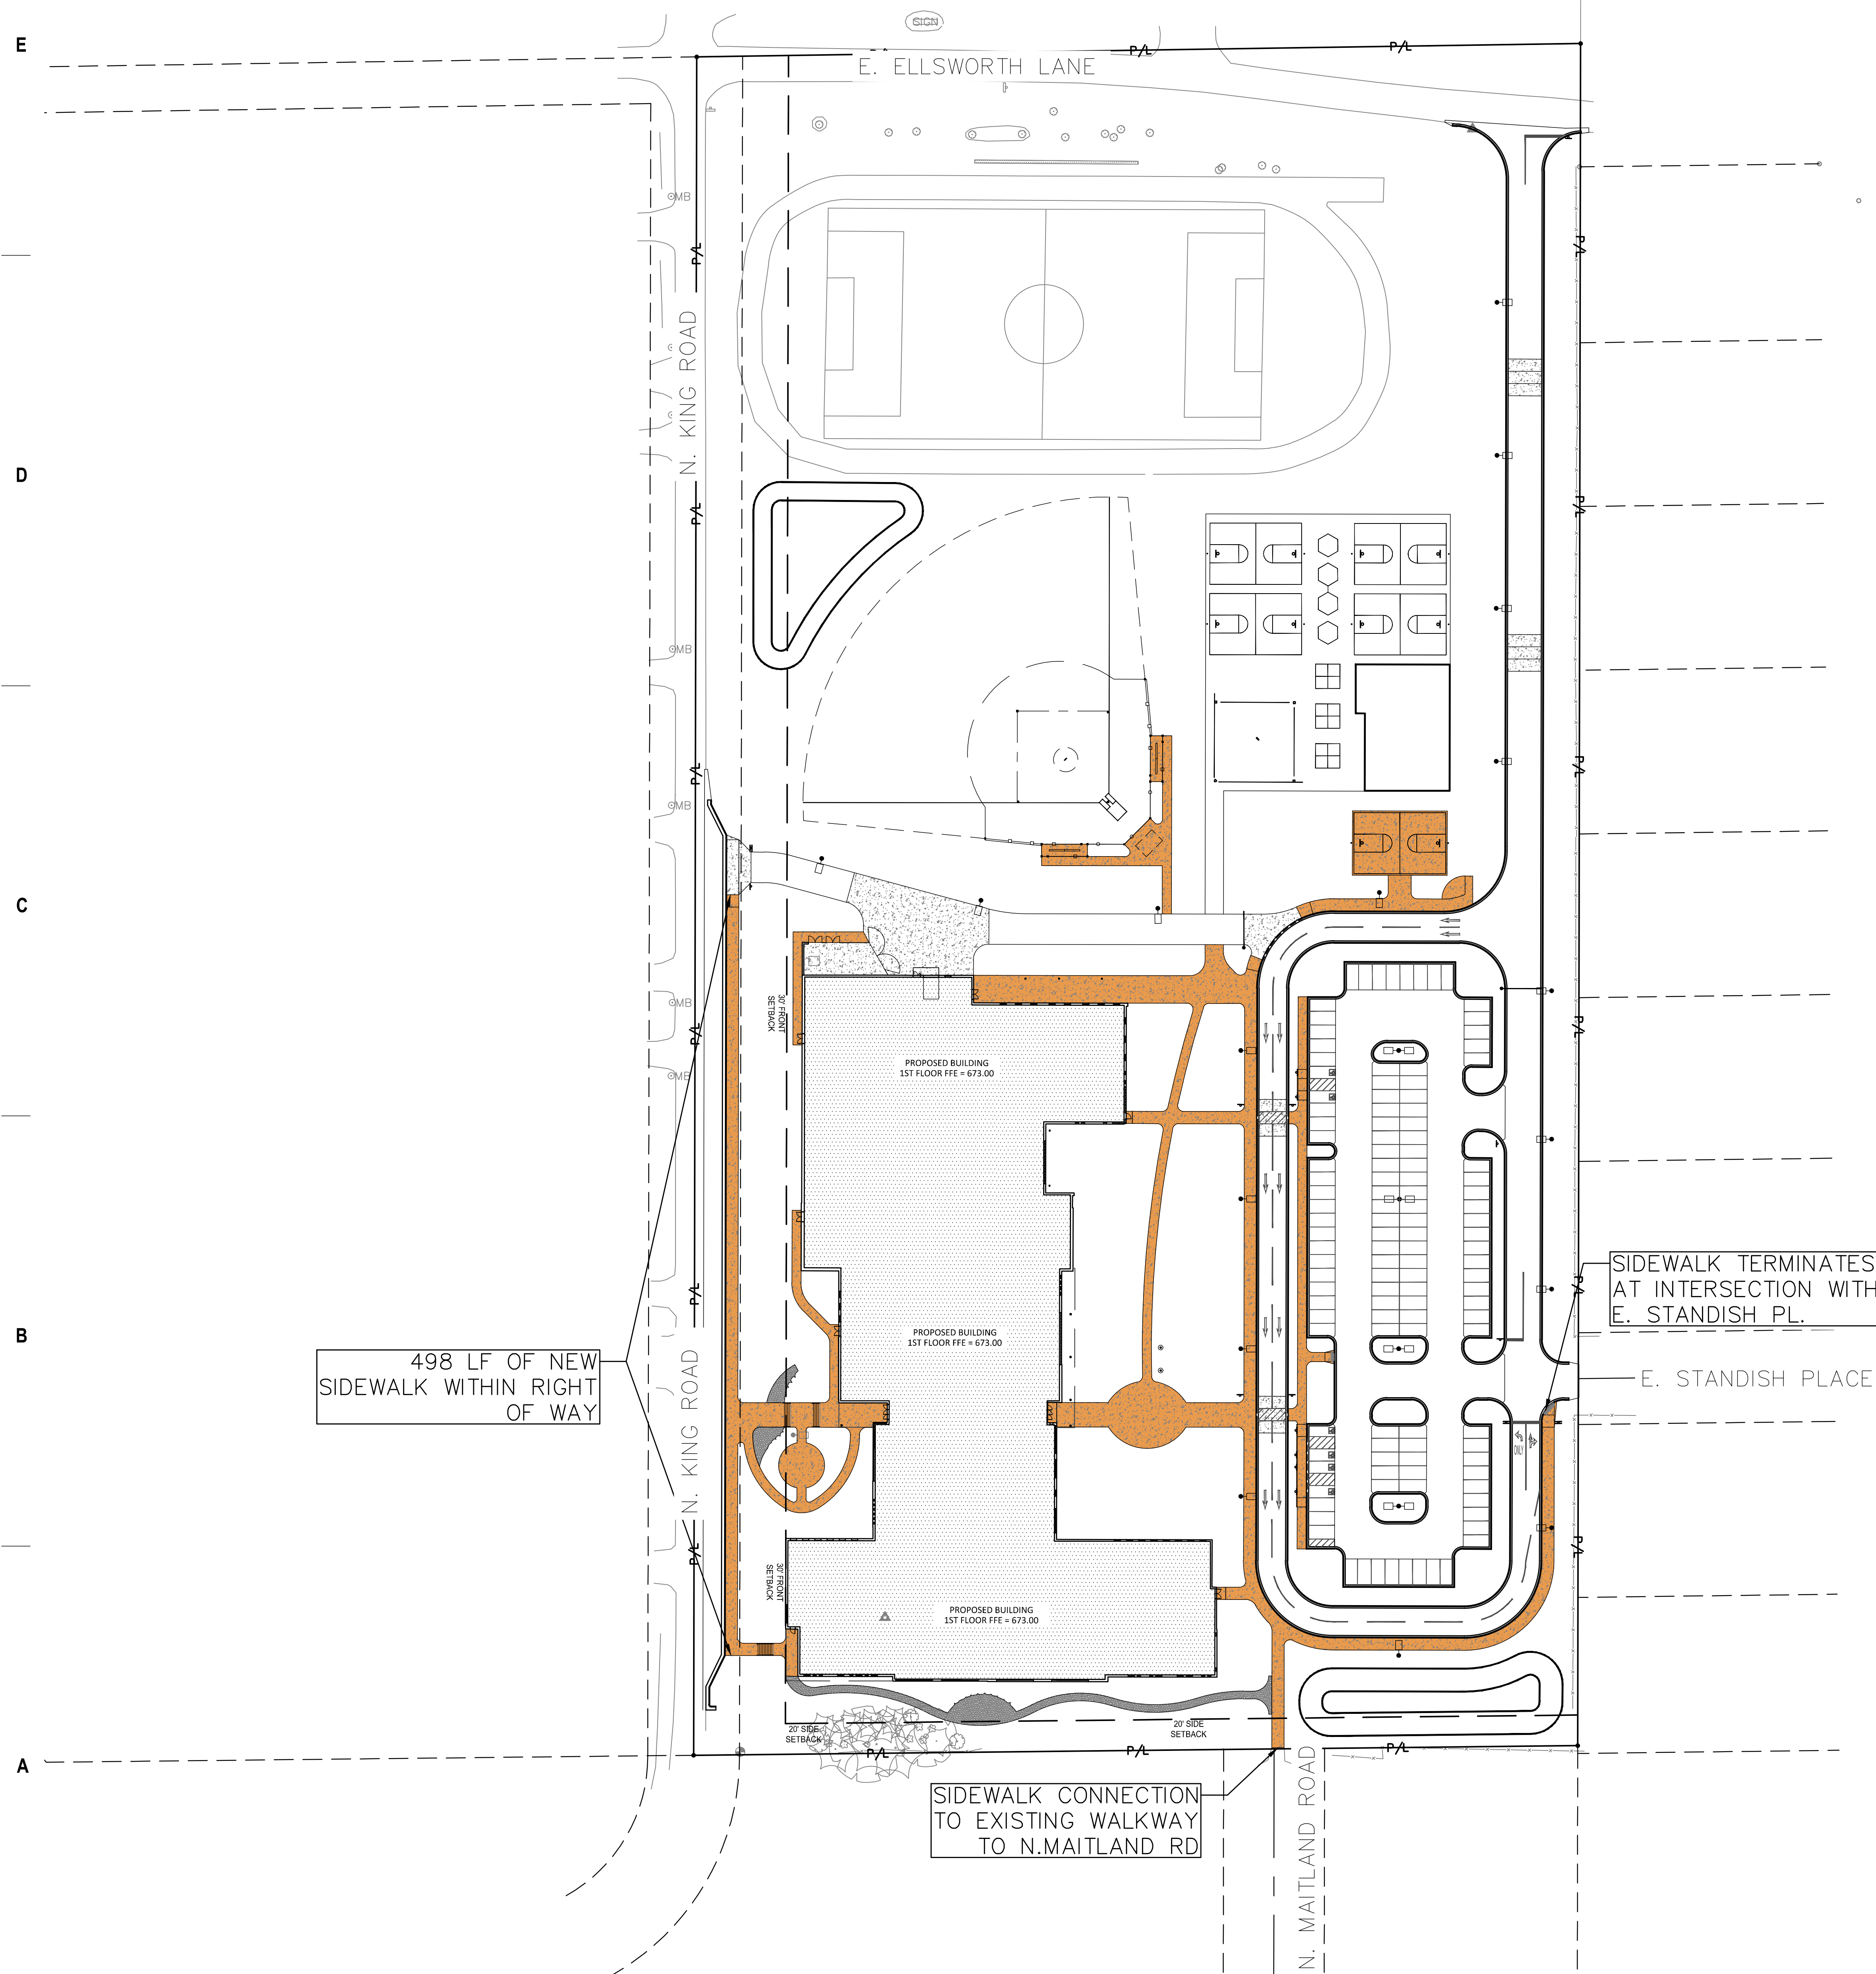 E
SIGN
P/L
P/L
E. ELLSWORTH LANE
MB
P/L
P/L
N. KING ROAD
D
P/L
P/L
MB
P/L
P/L
MB
C
30' FRONT
SETBACK
MB
P/L
P/L
PROPOSED BUILDING
1ST FLOOR FFE = 673.00
MB
SIDEWALK TERMINATES
AT INTERSECTION WITH
E. STANDISH PL.
P/L
P/L
B
PROPOSED BUILDING
1ST FLOOR FFE = 673.00
498 LF OF NEW
SIDEWALK WITHIN RIGHT
OF WAY
E. STANDISH PLACE
N. KING ROAD
ONLY
P/L
P/L
30' FRONT
SETBACK
PROPOSED BUILDING
1ST FLOOR FFE = 673.00
20' SIDE
SETBACK
20' SIDE
SETBACK
A
P/L
P/L
P/L
SIDEWALK CONNECTION
TO EXISTING WALKWAY
TO N.MAITLAND RD
N. MAITLAND ROAD